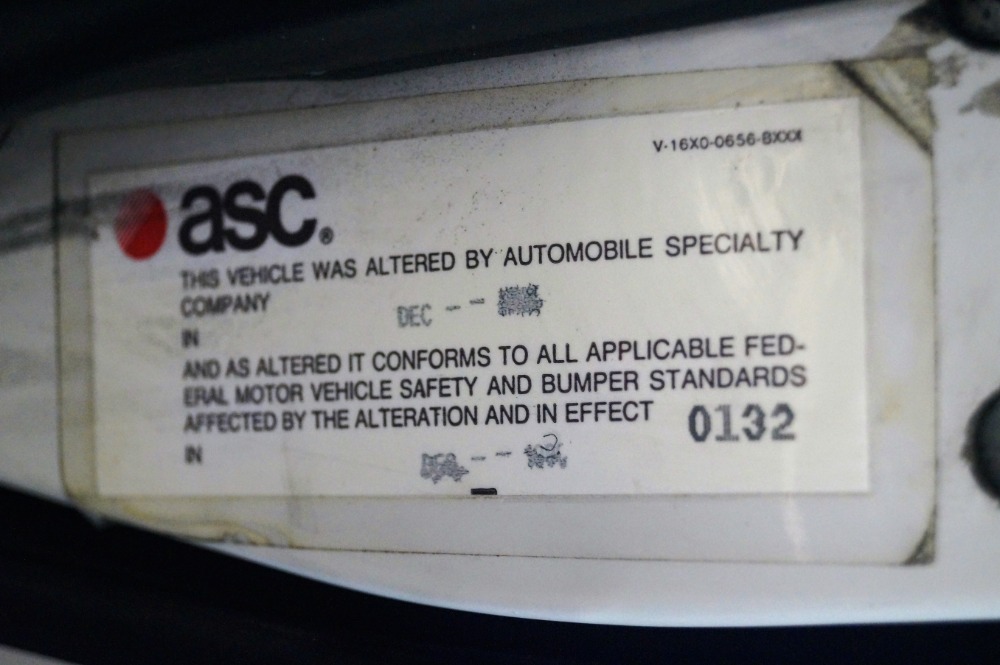 V-16X0-0656-BXXX
asc®
THIS VEHICLE WAS ALTERED BY AUTOMOBILE SPECIALTY
COMPANY
DEC - -
IN
AND AS ALTERED IT CONFORMS TO ALL APPLICABLE FED-
ERAL MOTOR VEHICLE SAFETY AND BUMPER STANDARDS
AFFECTED BY THE ALTERATION AND IN EFFECT
0132
IN
- -